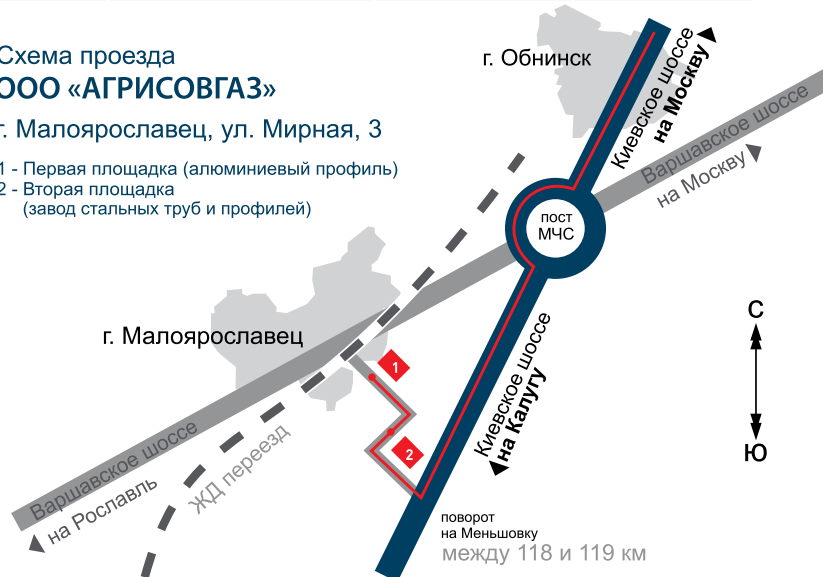 Схема проезда
ООО «АГРИСОВГАЗ»
г. Малоярославец, ул. Мирная, 3
1 - Первая площадка (алюминиевый профиль)
2 - Вторая площадка
(завод стальных труб и профилей)
г. Обнинск
Киевское шоссе
на Москву
Варшавское шоссе
на Москву
пост
МЧС
г. Малоярославец
1
2
Киевское шоссе
на Калугу
С
Ю
Варшавское шоссе
на Рославль
ЖД переезд
поворот
на Меньшовку
между 118 и 119 км